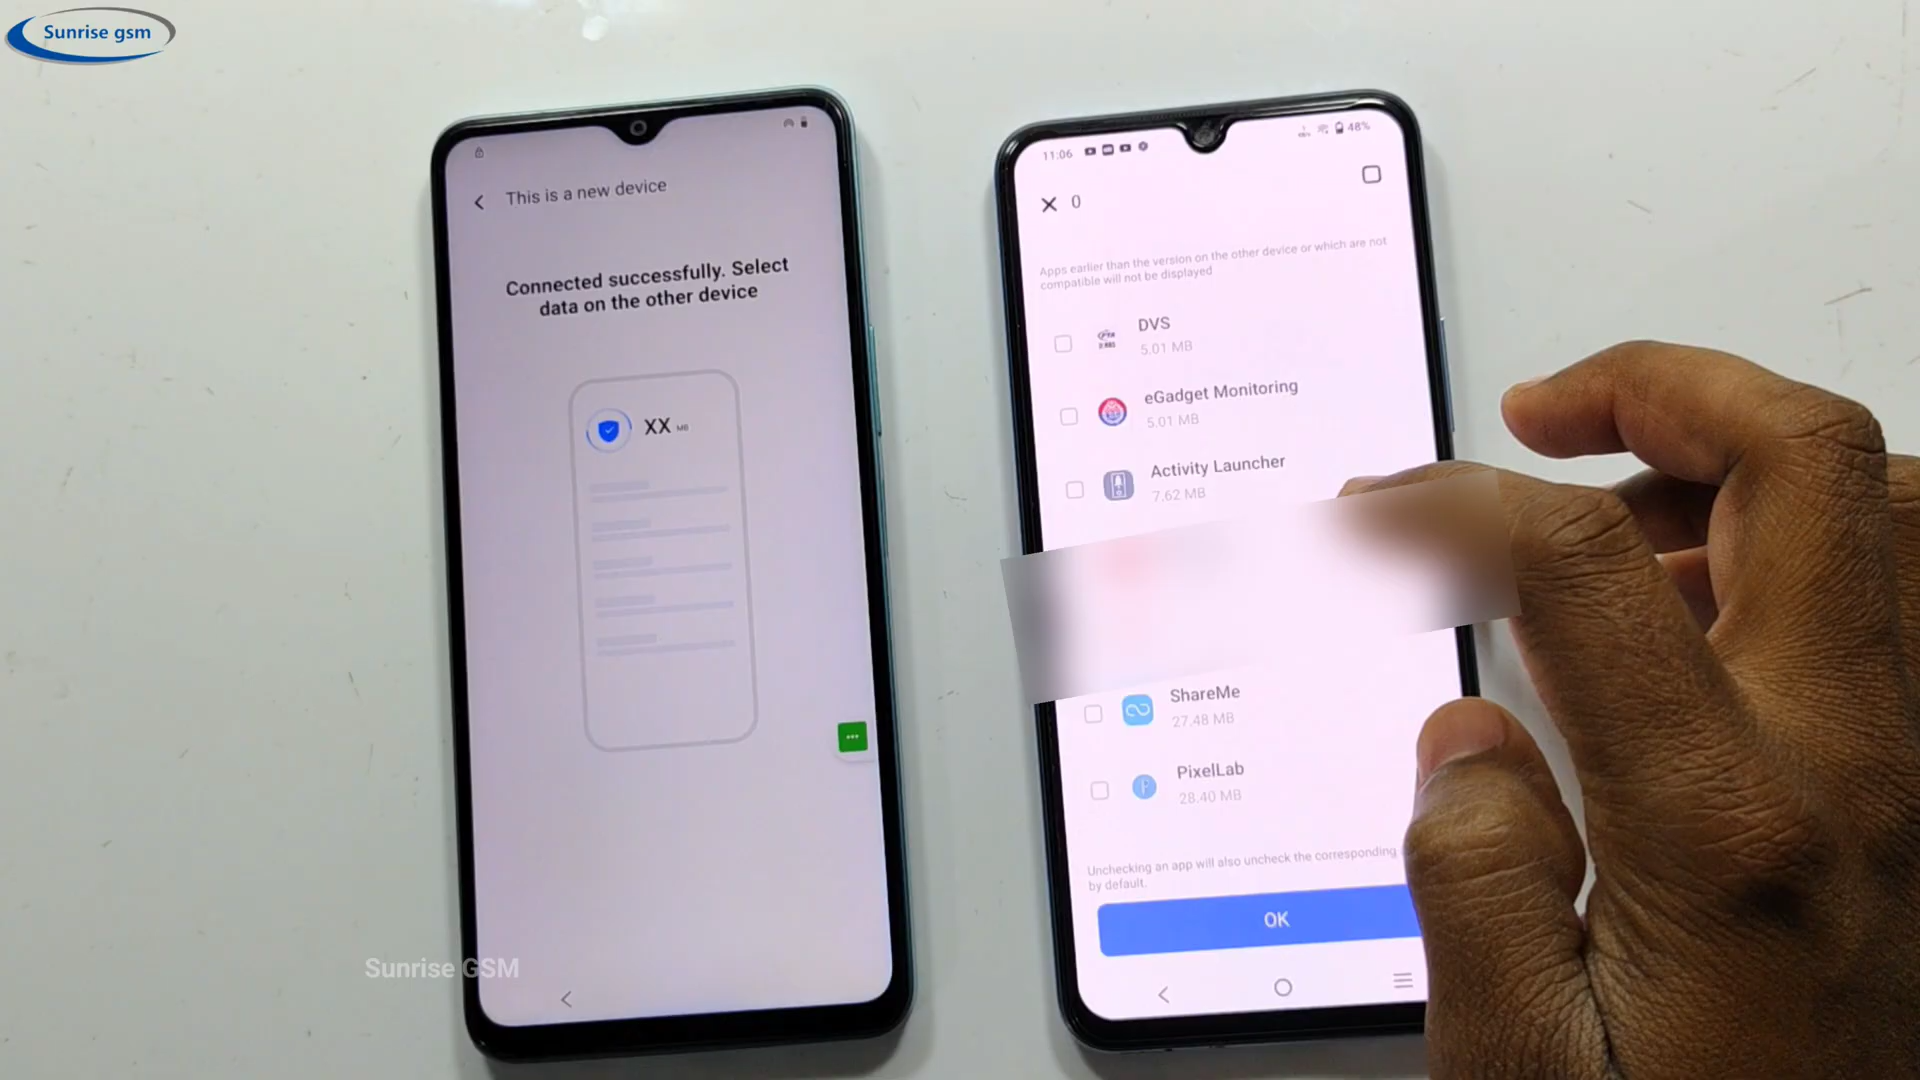 Sunrise gsm
This is a new device
Connected successfully. Select
data on the other device
XX MB
11:06
48%
0
Apps earlier than the version on the other device or which are not
compatible will not be displayed
DVS
5.01 MB
eGadget Monitoring
5.01 MB
Activity Launcher
7.62 MB
ShareMe
27.48 MB
PixelLab
28.40 MB
Unchecking an app will also uncheck the corresponding
by default.
OK
Sunrise GSM